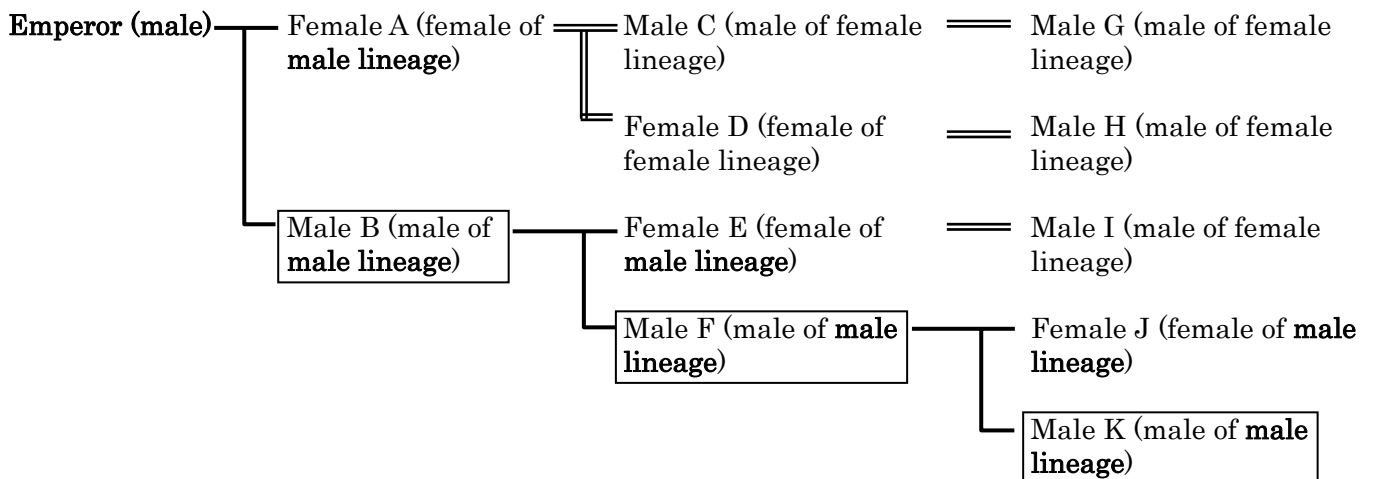 Emperor (male)
Female A (female of
male lineage)
Male C (male of female
lineage)
Male G (male of female
lineage)
Female D (female of
female lineage)
Male H (male of female
lineage)
Male B (male of
male lineage)
Female E (female of
male lineage)
Male I (male of female
lineage)
Male F (male of male
lineage)
Female J (female of male
lineage)
Male K (male of male
lineage)